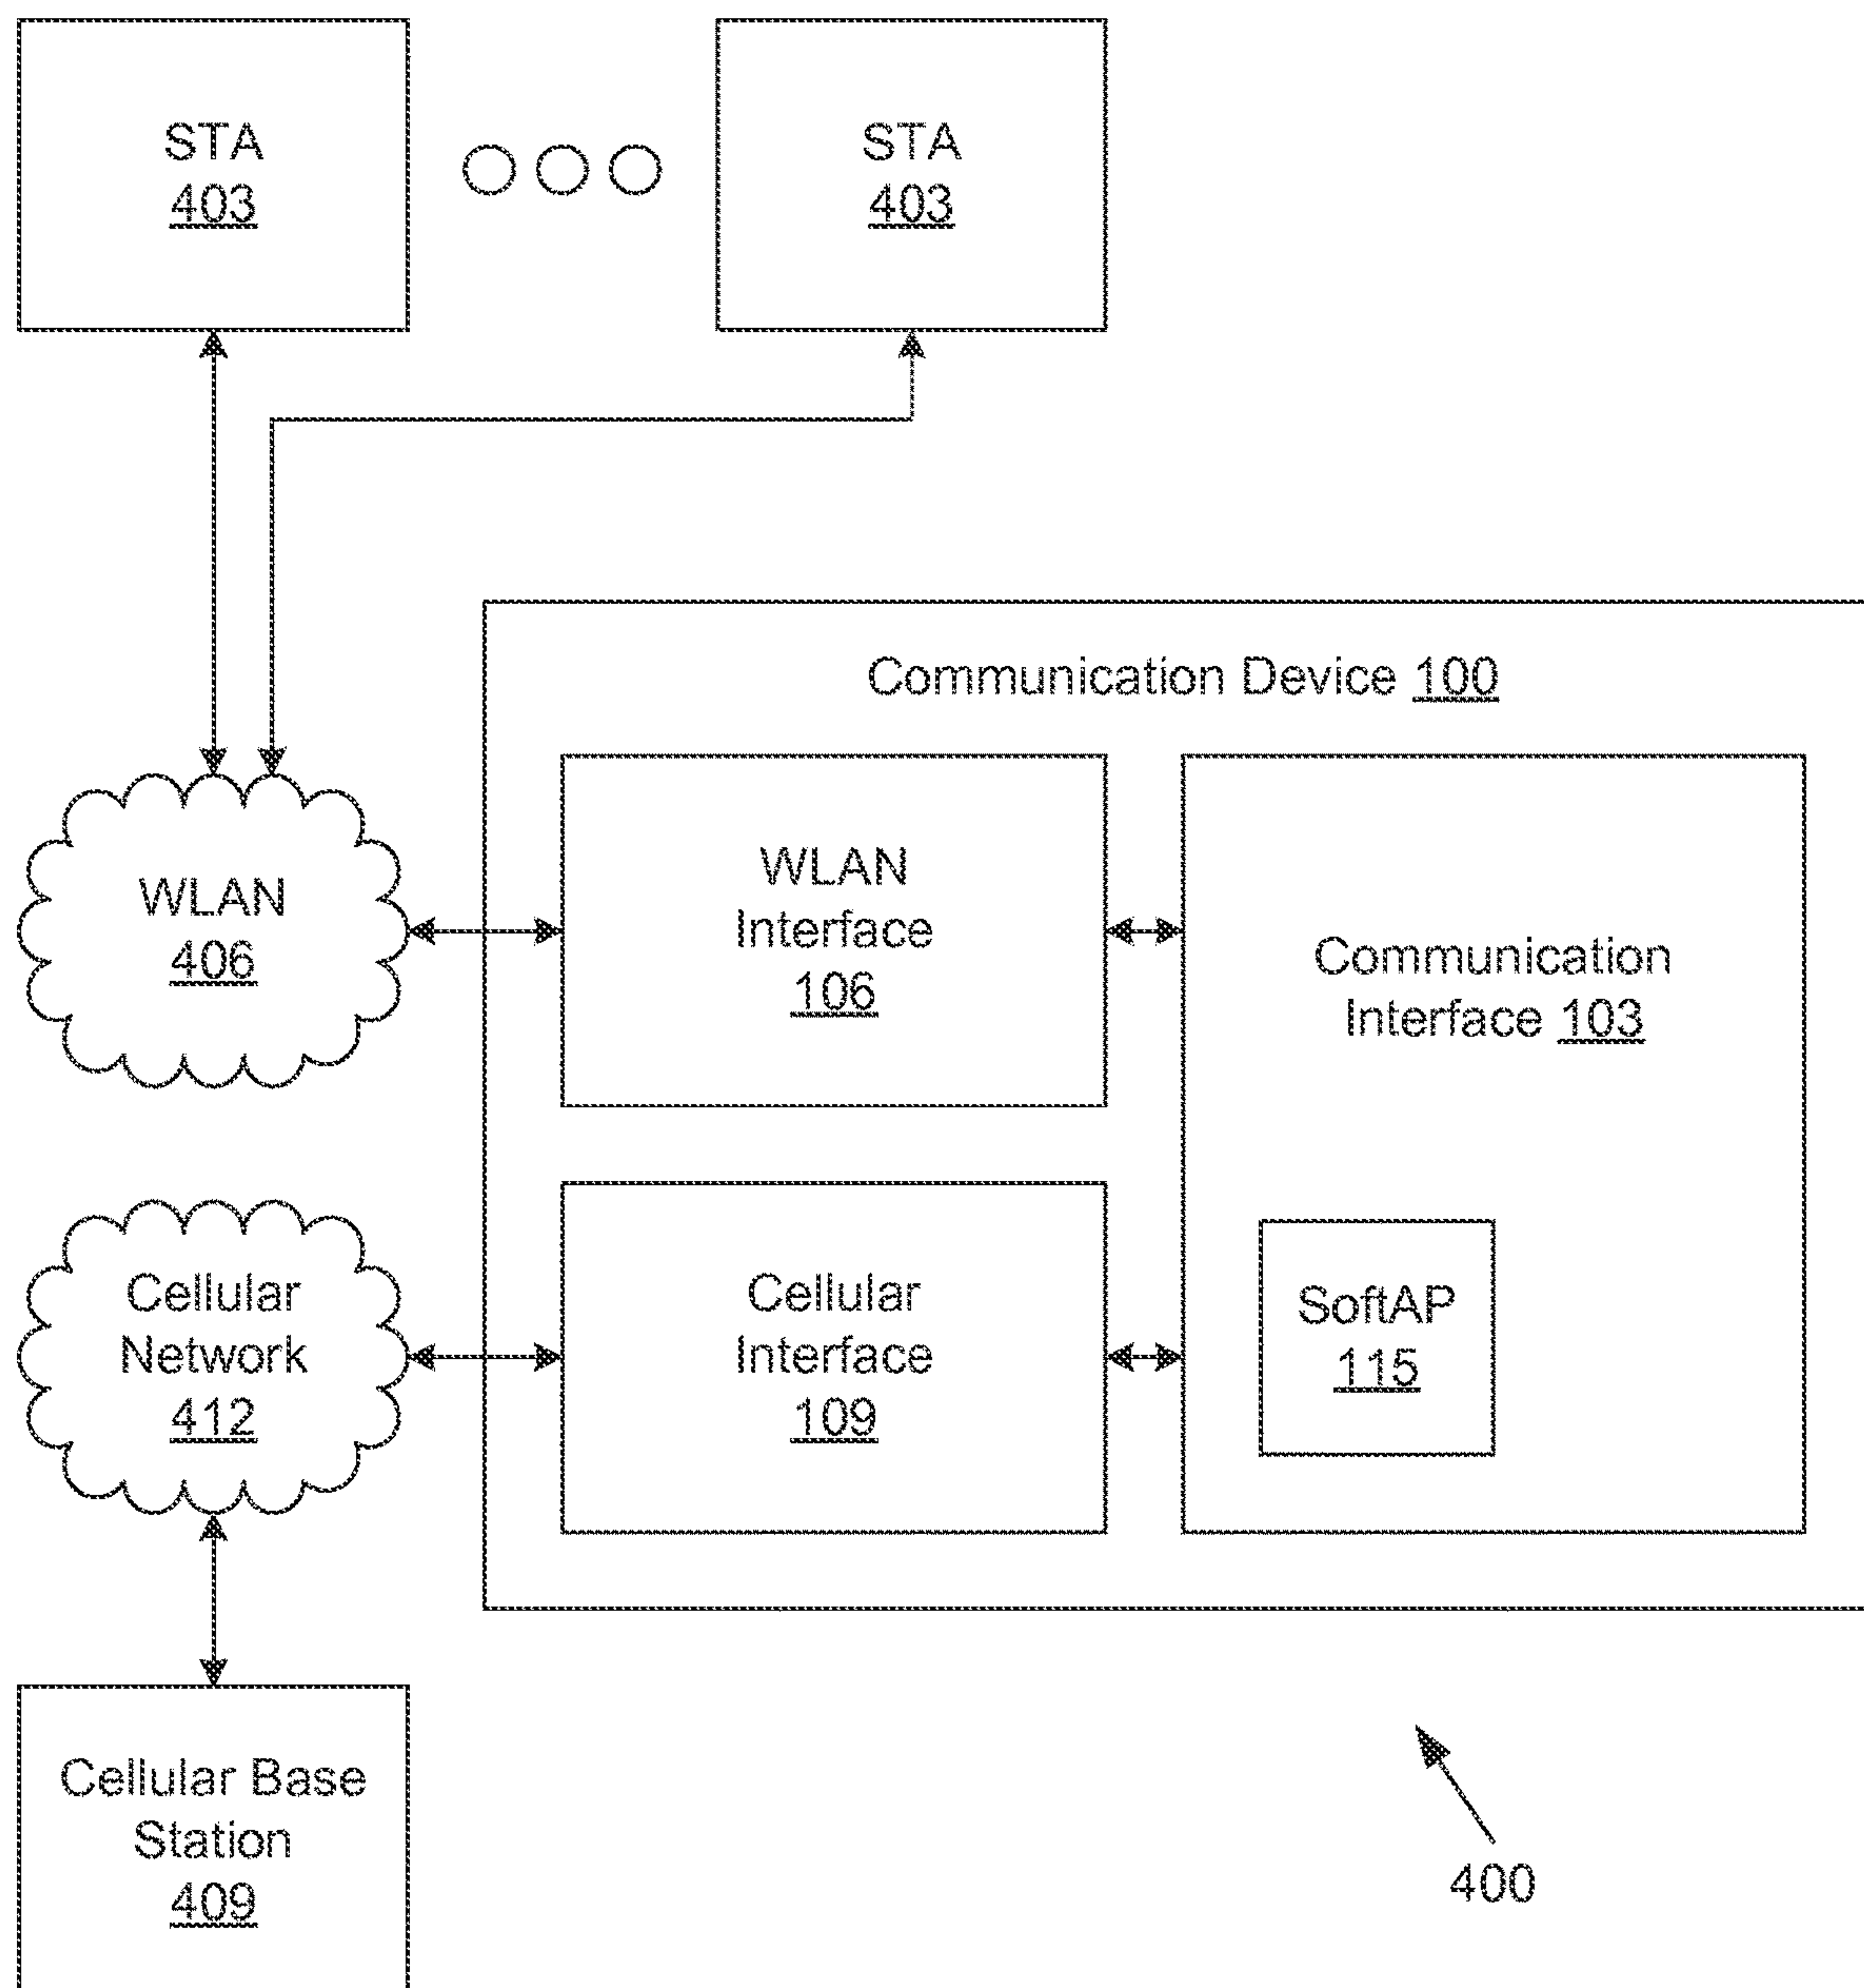 STA
403
STA
403
Communication Device 100
WLAN
406
WLAN
Interface
106
Communication
Interface 103
Cellular
Network
412
Cellular
Interface
109
SoftAP
115
Cellular Base
Station
409
400